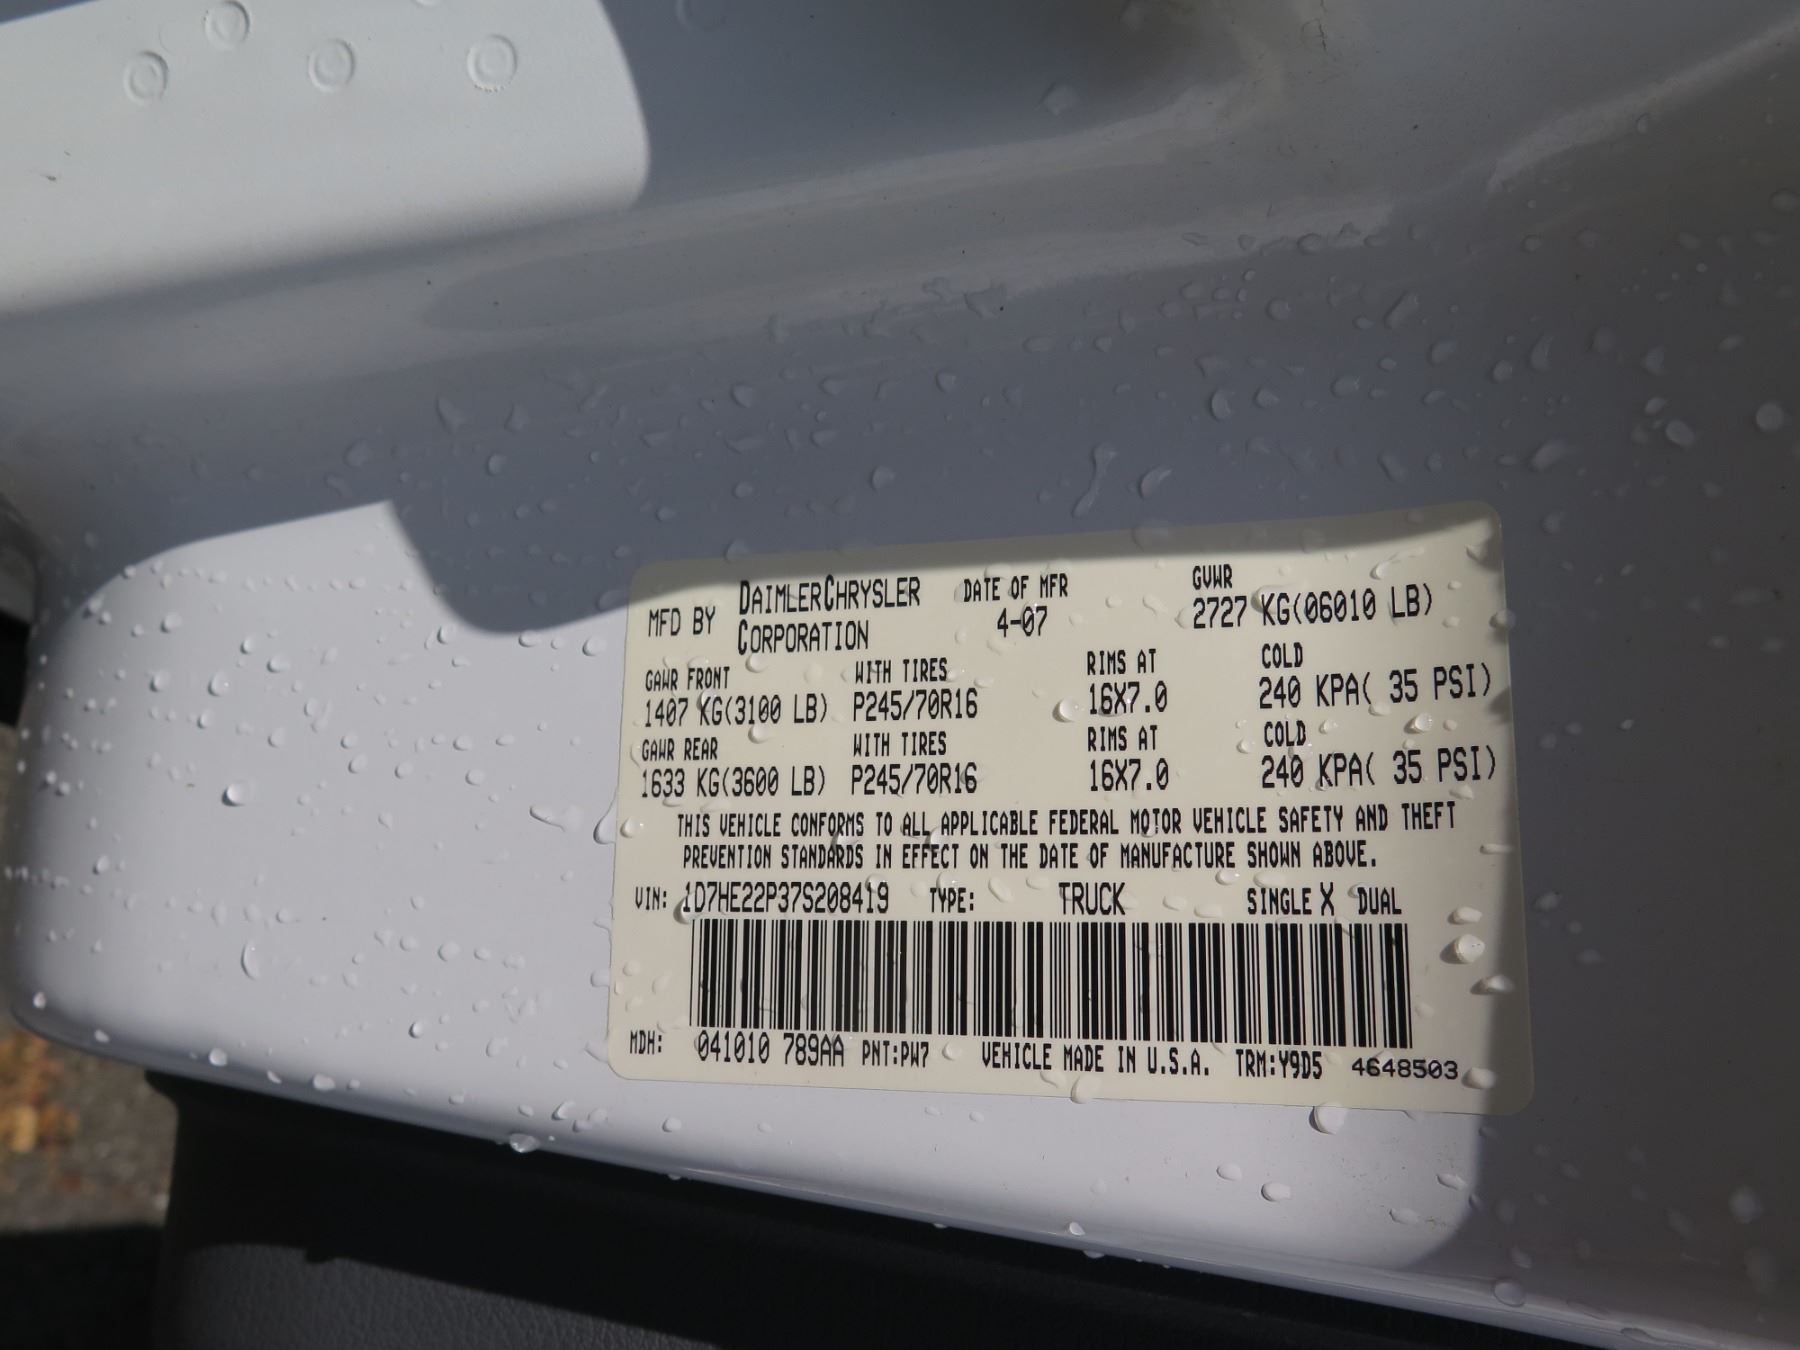 MFD BY DAIMLERCHRYSLER CORPORATION DATE OF MFR 4-07 GVWR 2727 KG(06010 LB)
GAWR FRONT WITH TIRES RIMS AT COLD
1407 KG(3100 LB) P245/70R16 16X7.0 240 KPA( 35 PSI)
GAWR REAR WITH TIRES RIMS AT COLD
1633 KG(3600 LB) P245/70R16 16X7.0 240 KPA( 35 PSI)
THIS VEHICLE CONFORMS TO ALL APPLICABLE FEDERAL MOTOR VEHICLE SAFETY AND THEFT
PREVENTION STANDARDS IN EFFECT ON THE DATE OF MANUFACTURE SHOWN ABOVE.
VIN: 1D7HE22P37S208419 TYPE: TRUCK SINGLE X DUAL
MDH: 041010 789AA PNT:PW7 VEHICLE MADE IN U.S.A. TRM:Y9D5 4648503